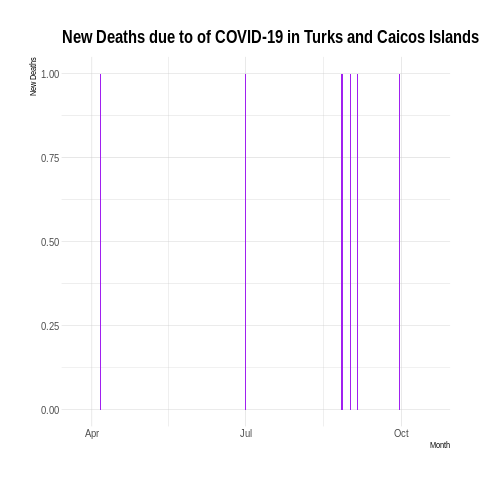 New Deaths due to of COVID-19 in Turks and Caicos Islands
New Deaths
1.00
0.75
0.50
0.25
0.00
Apr
Jul
Oct
Month